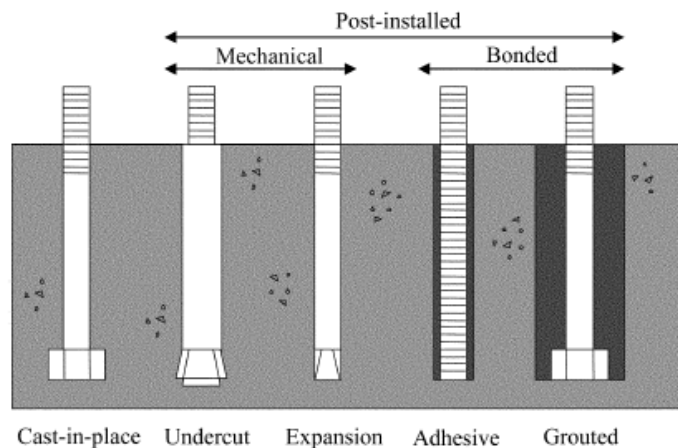 Post-installed
Mechanical Bonded
Cast-in-place Undercut Expansion Adhesive Grouted